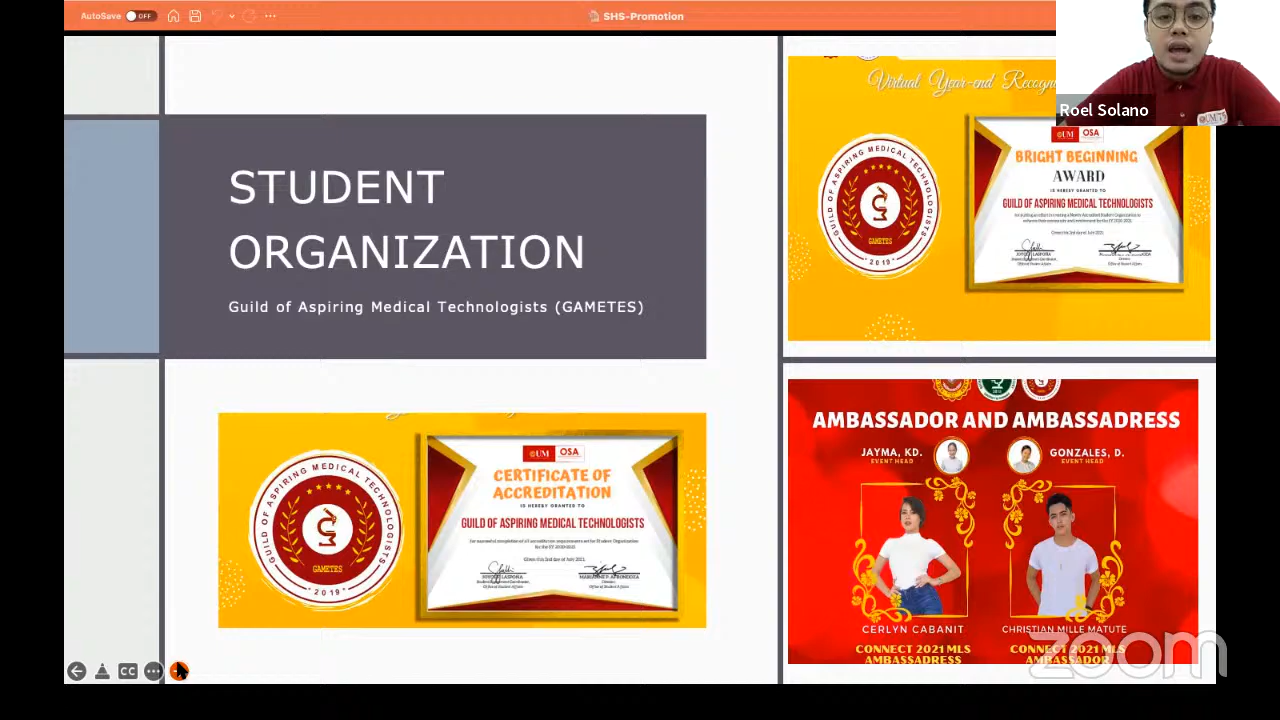 AutoSave
OFF
SHS-Promotion
Roel Solano
STUDENT
ORGANIZATION
Guild of Aspiring Medical Technologists (GAMETES)
Virtual Year-end
GUILD OF ASPIRING MEDICAL TECHNOLOGISTS
GAMETES
2019
UM OSA
BRIGHT BEGINNING
AWARD
IS HEREBY GRANTED TO
GUILD OF ASPIRING MEDICAL TECHNOLOGISTS
GUILD OF ASPIRING MEDICAL TECHNOLOGISTS
GAMETES
2019
UM OSA
CERTIFICATE OF
ACCREDITATION
IS HEREBY GRANTED TO
GUILD OF ASPIRING MEDICAL TECHNOLOGISTS
AMBASSADOR AND AMBASSADRESS
JAYMA, KD.
EVENT HEAD
GONZALES, D.
EVENT HEAD
CERLYN CABANIT
CHRISTIAN MILLE MATUTE
CONNECT 2021 MLS
AMBASSADRESS
CONNECT 2021 MLS
AMBASSADOR
CC
zoom